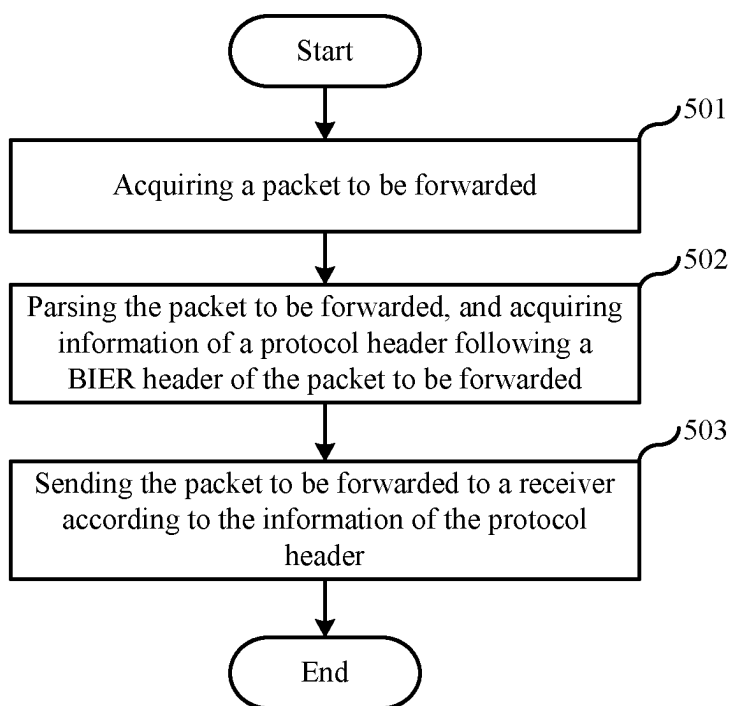 Start
501
Acquiring a packet to be forwarded
502
Parsing the packet to be forwarded, and acquiring
information of a protocol header following a
BIER header of the packet to be forwarded
503
Sending the packet to be forwarded to a receiver
according to the information of the protocol
header
End